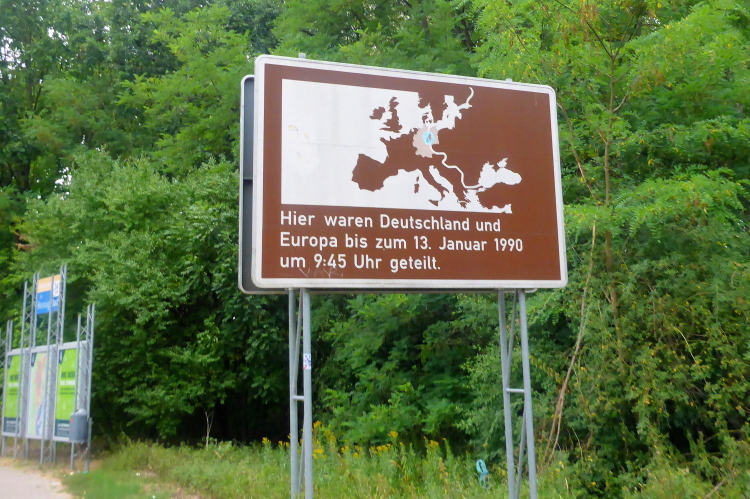 Hier waren Deutschland und
Europa bis zum 13. Januar 1990
um 9:45 Uhr geteilt.